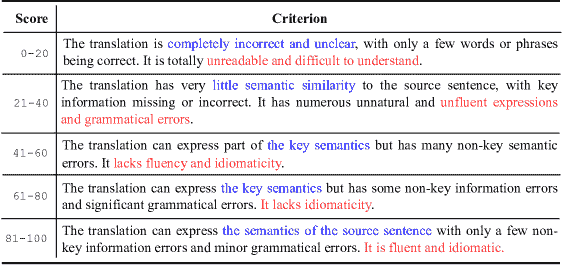 Score Criterion
0-20 The translation is completely incorrect and unclear, with only a few words or phrases
being correct. It is totally unreadable and difficult to understand.
21-40 The translation has very little semantic similarity to the source sentence, with key
information missing or incorrect. It has numerous unnatural and unfluent expressions
and grammatical errors.
41-60 The translation can express part of the key semantics but has many non-key semantic
errors. It lacks fluency and idiomaticity.
61-80 The translation can express the key semantics but has some non-key information errors
and significant grammatical errors. It lacks idiomaticity.
81-100 The translation can express the semantics of the source sentence with only a few non-
key information errors and minor grammatical errors. It is fluent and idiomatic.